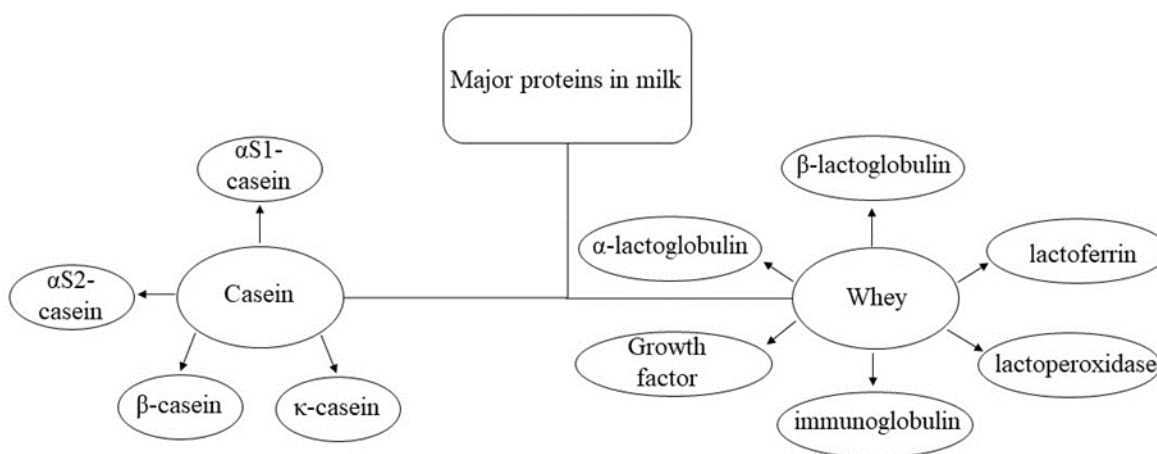 Major proteins in milk
αS1-
casein
αS2-
casein
Casein
β-casein
κ-casein
β-lactoglobulin
α-lactoglobulin
lactoferrin
Whey
Growth
factor
lactoperoxidase
immunoglobulin